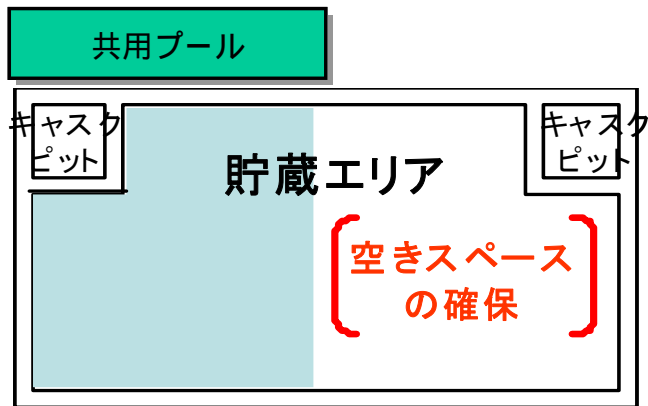 共用プール
キャスク
ピット
キャスク
ピット
貯蔵エリア
空きスペース
の確保